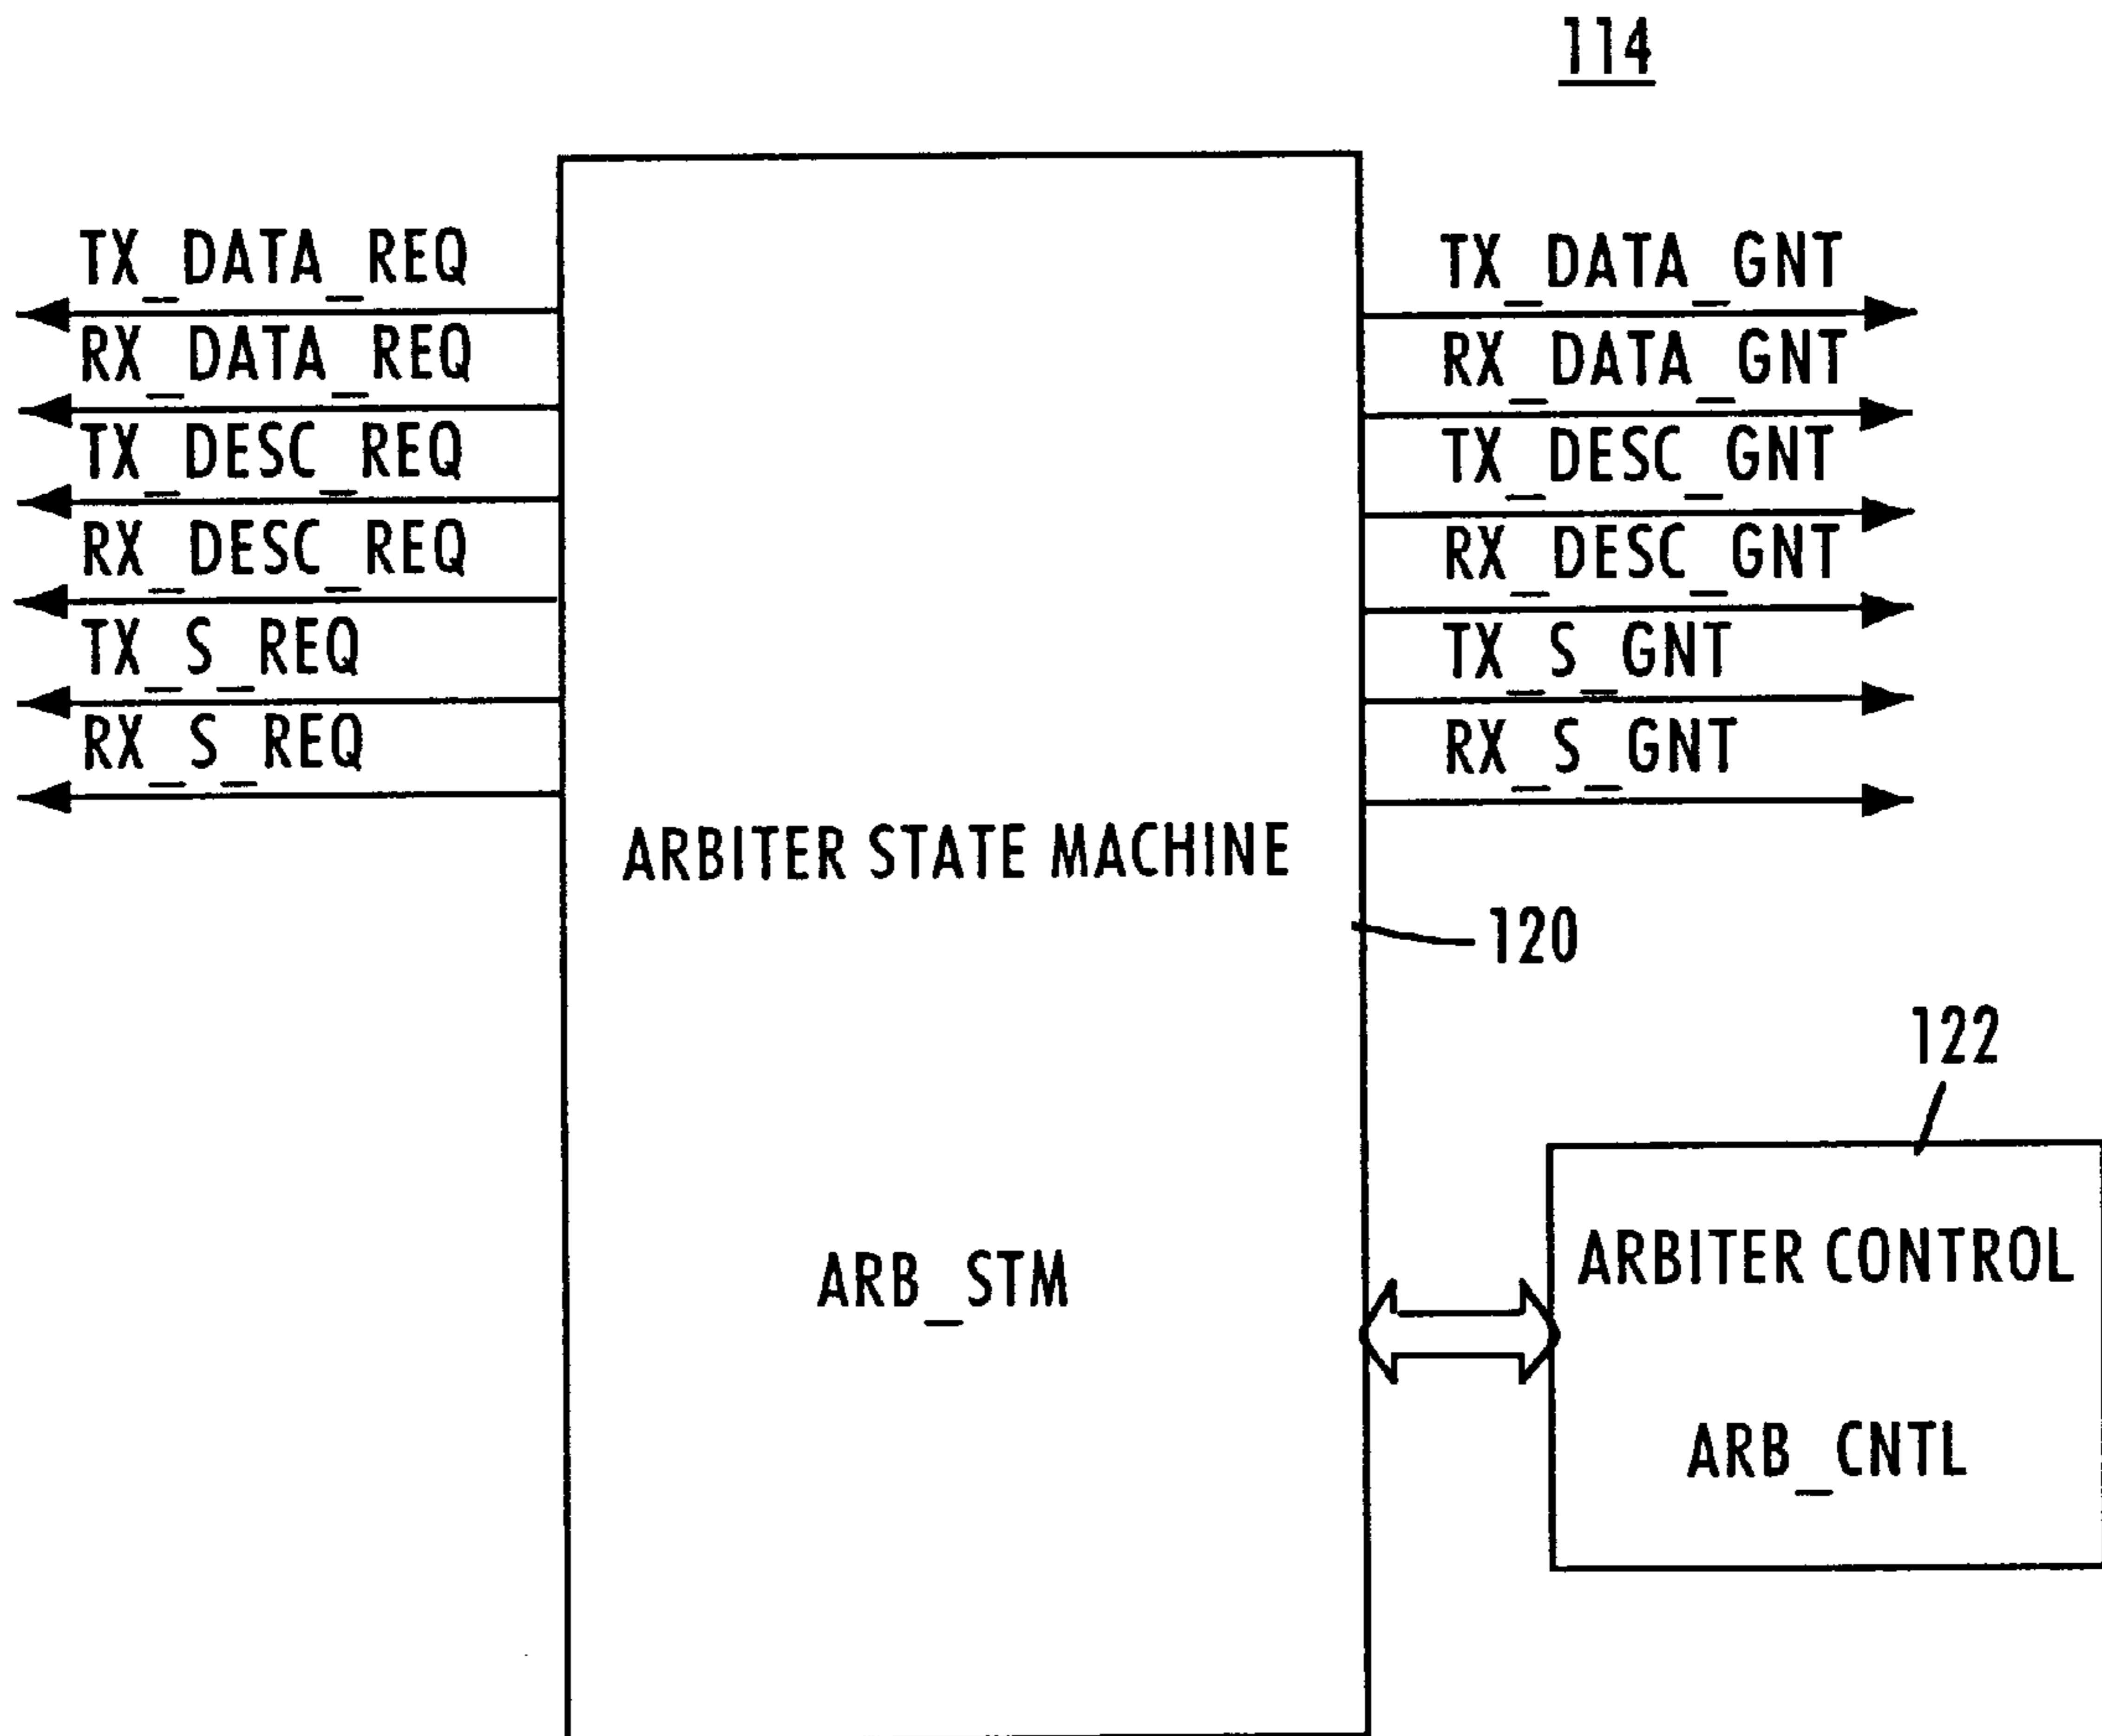 114
TX_DATA_REQ
RX_DATA_REQ
TX_DESC_REQ
RX_DESC_REQ
TX_S_REQ
RX_S_REQ
TX_DATA_GNT
RX_DATA_GNT
TX_DESC_GNT
RX_DESC_GNT
TX_S_GNT
RX_S_GNT
ARBITER STATE MACHINE
120
ARB_STM
122
ARBITER CONTROL
ARB_CNTL